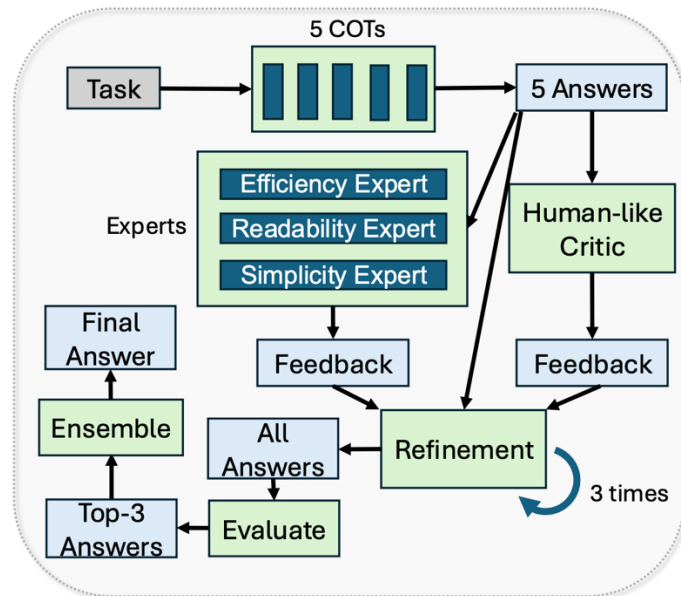 5 COTs
Task
5 Answers
Efficiency Expert
Readability Expert
Simplicity Expert
Experts
Human-like
Critic
Final
Answer
Feedback
Feedback
Ensemble
All
Answers
Refinement
3 times
Top-3
Answers
Evaluate